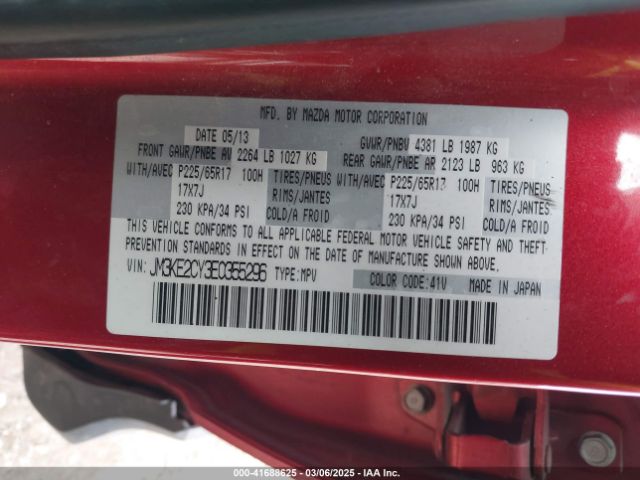 MFD. BY MAZDA MOTOR CORPORATION
DATE 05/13 GVWR/PNBV 4381 LB 1987 KG
FRONT GAWR/PNBE AV 2264 LB 1027 KG REAR GAWR/PNBE AR 2123 LB 963 KG
WITH/AVEC P225/65R17 100H TIRES/PNEUS WITH/AVEC P225/65R17 100H TIRES/PNEUS
17X7J RIMS/JANTES 17X7J RIMS/JANTES
230 KPA/34 PSI COLD/A FROID 230 KPA/34 PSI COLD/A FROID
THIS VEHICLE CONFORMS TO ALL APPLICABLE FEDERAL MOTOR VEHICLE SAFETY AND THEFT
PREVENTION STANDARDS IN EFFECT ON THE DATE OF MANUFACTURE SHOWN ABOVE.
VIN: JM3KE2CY3E0355296 TYPE:MPV COLOR CODE:41V MADE IN JAPAN
000-41688625 - 03/06/2025 - IAA Inc.